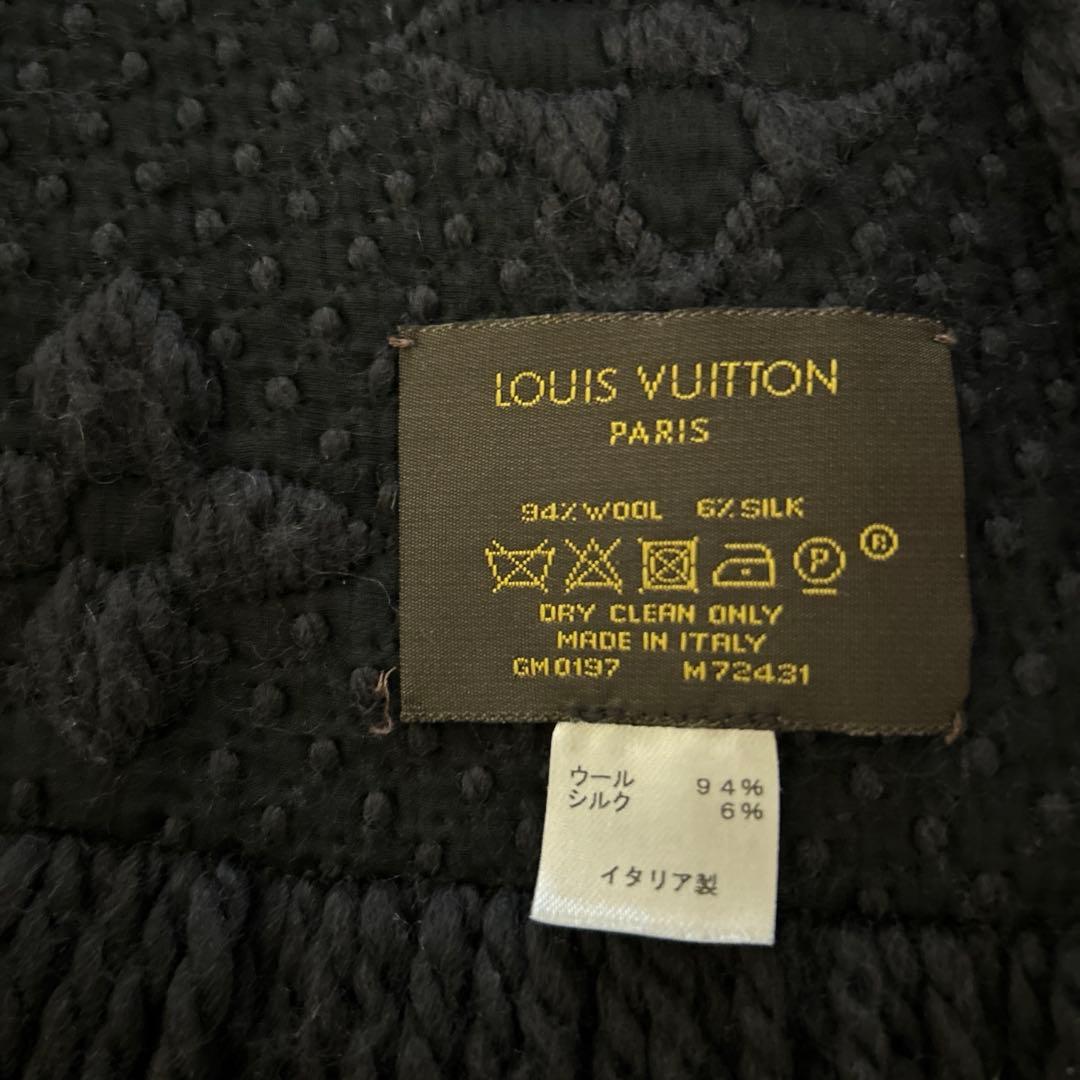 LOUIS VUITTON
PARIS
94% WOOL 6% SILK
P ®
DRY CLEAN ONLY
MADE IN ITALY
GM0197 M72431
ウール 94%
シルク 6%
イタリア製